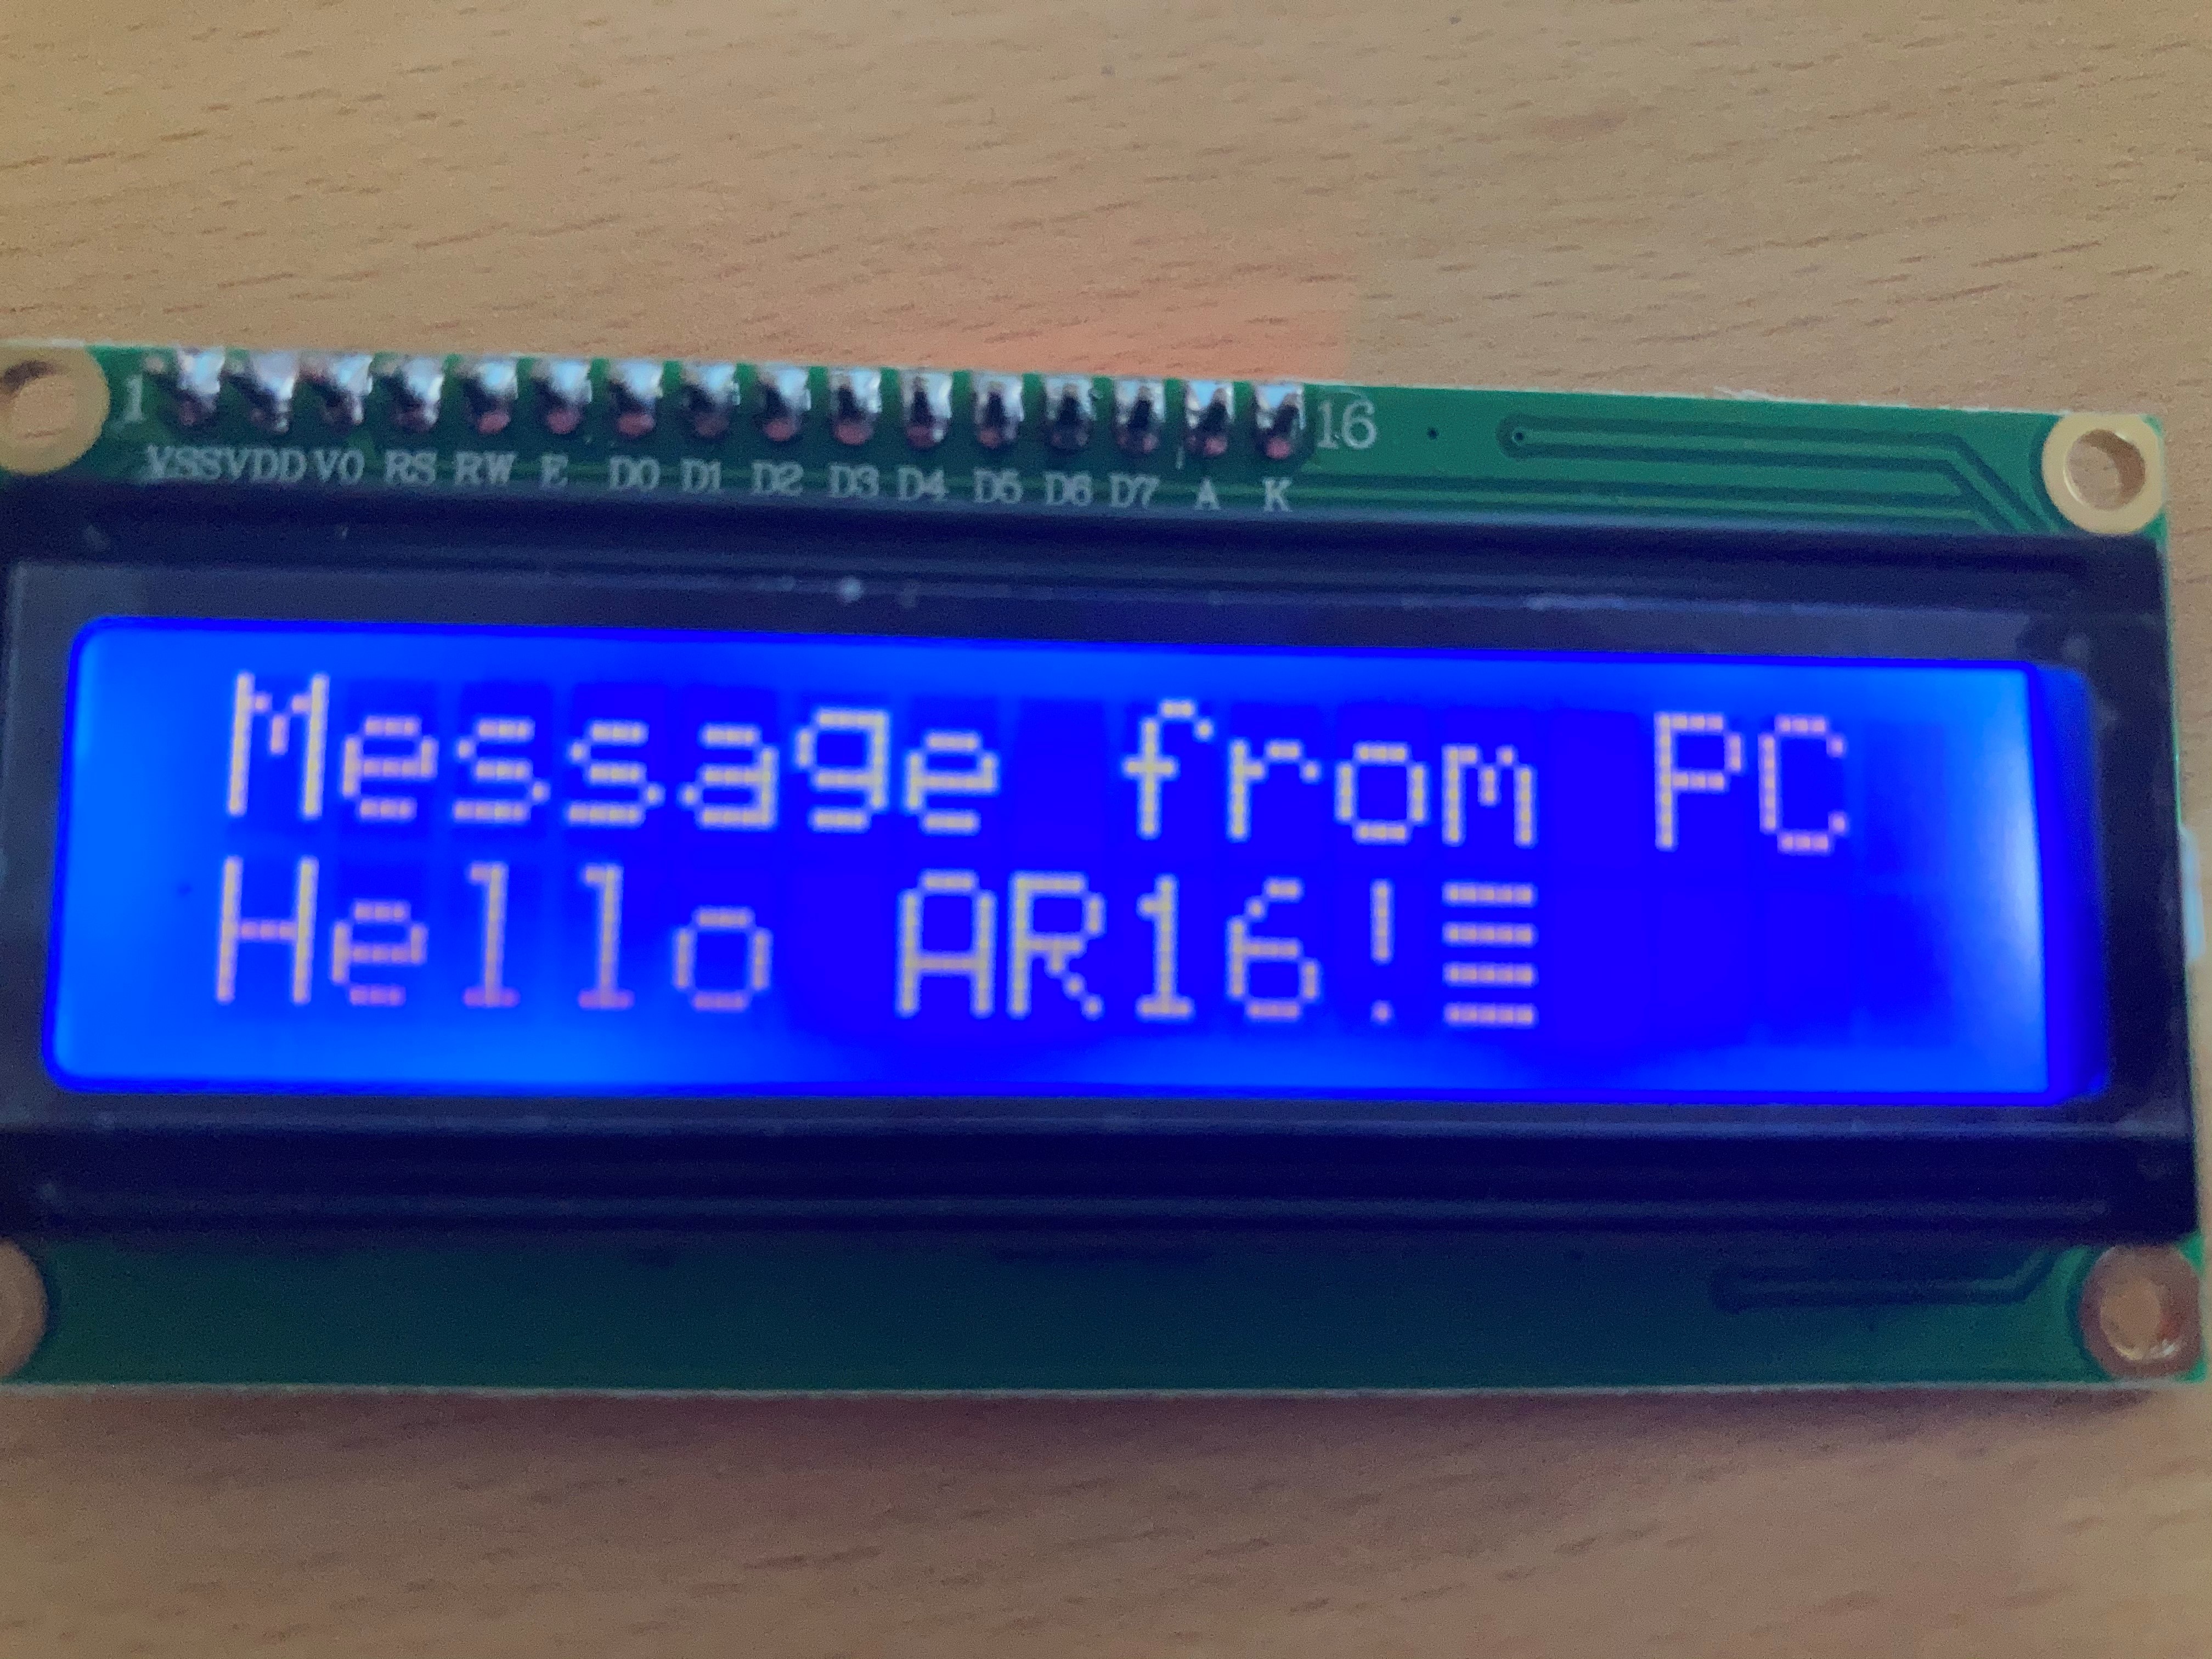 1 16
VSS VDD V0 RS RW E D0 D1 D2 D3 D4 D5 D6 D7 A K
Message from PC
Hello AR16!≣